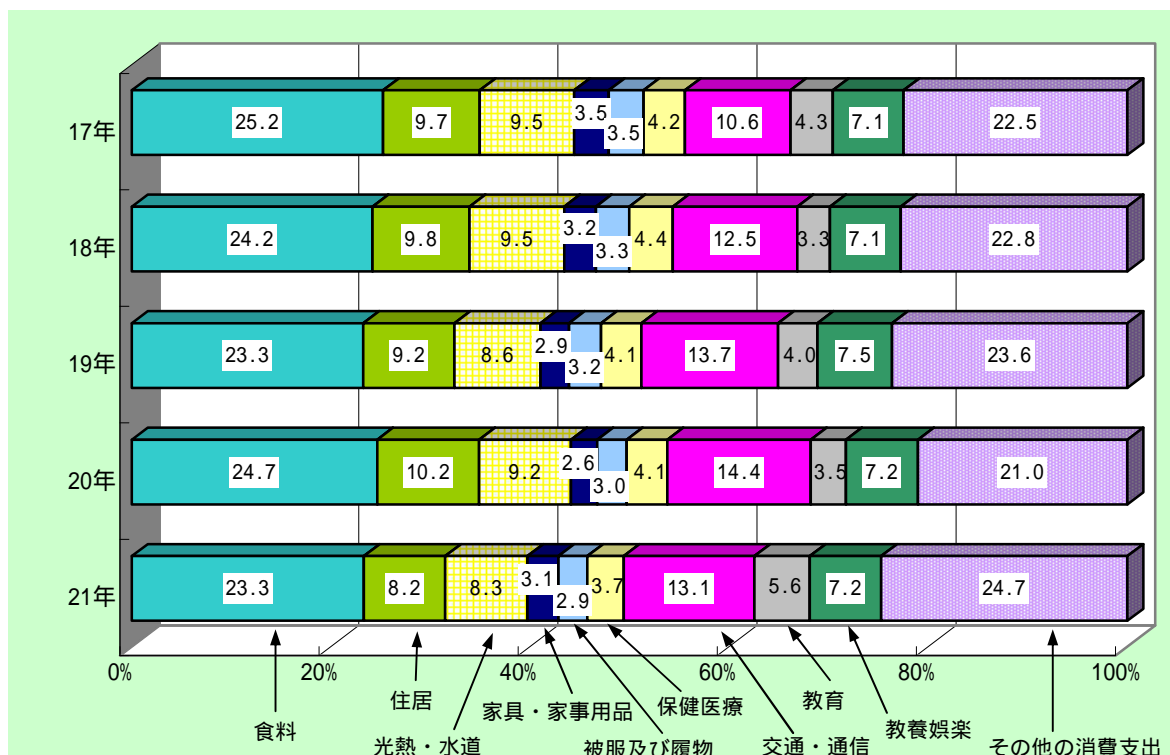 17年 25.2 9.7 9.5 3.5 3.5 4.2 10.6 4.3 7.1 22.5
18年 24.2 9.8 9.5 3.2 3.3 4.4 12.5 3.3 7.1 22.8
19年 23.3 9.2 8.6 2.9 3.2 4.1 13.7 4.0 7.5 23.6
20年 24.7 10.2 9.2 2.6 3.0 4.1 14.4 3.5 7.2 21.0
21年 23.3 8.2 8.3 3.1 2.9 3.7 13.1 5.6 7.2 24.7
0% 20% 40% 60% 80% 100%
食料
住居
光熱・水道
家具・家事用品
被服及び履物
保健医療
交通・通信
教育
教養娯楽
その他の消費支出